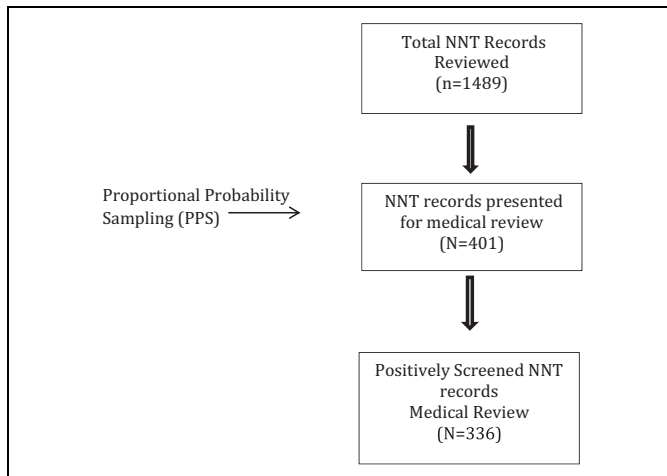 Total NNT Records
Reviewed
(n=1489)
Proportional Probability
Sampling (PPS)
NNT records presented
for medical review
(N=401)
Positively Screened NNT
records
Medical Review
(N=336)